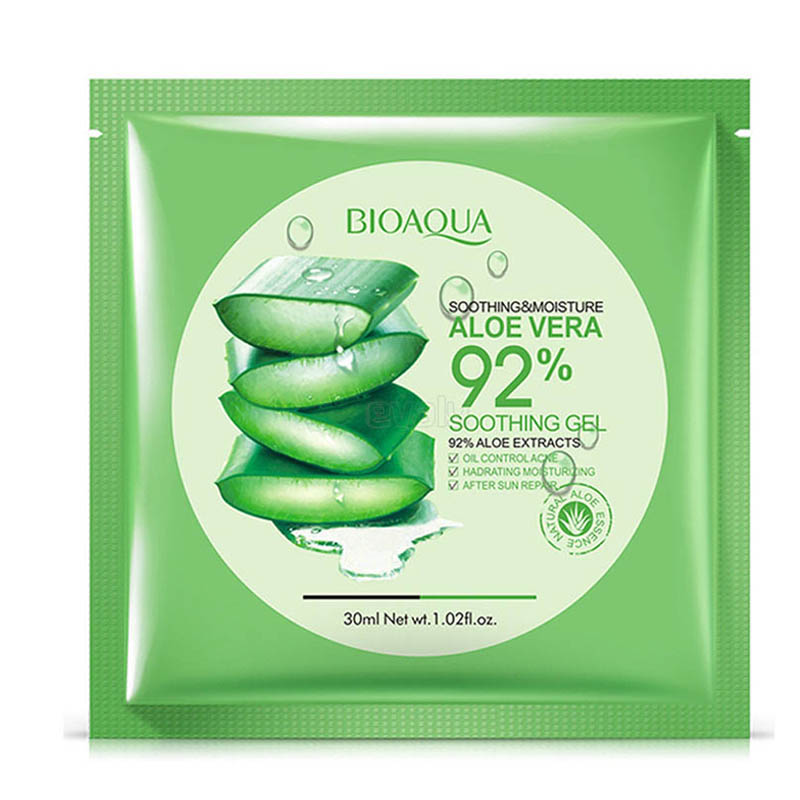 BIOAQUA
SOOTHING&MOISTURE
ALOE VERA
92%
SOOTHING GEL
92% ALOE EXTRACTS
☑ OIL CONTROL ACNE
☑ HADRATING MOISTURIZING
☑ AFTER SUN REPAIR
NATURAL ALOE ESSENCE
30ml Net wt.1.02fl.oz.